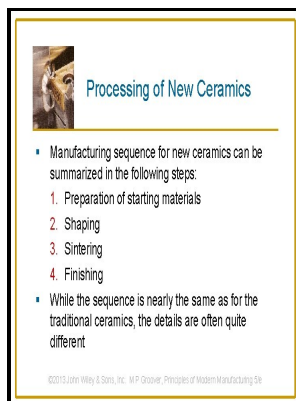 Processing of New Ceramics
▪ Manufacturing sequence for new ceramics can be
summarized in the following steps:
1. Preparation of starting materials
2. Shaping
3. Sintering
4. Finishing
▪ While the sequence is nearly the same as for the
traditional ceramics, the details are often quite
different
©2013 John Wiley & Sons, Inc. M P Groover, Principles of Modern Manufacturing 5/e